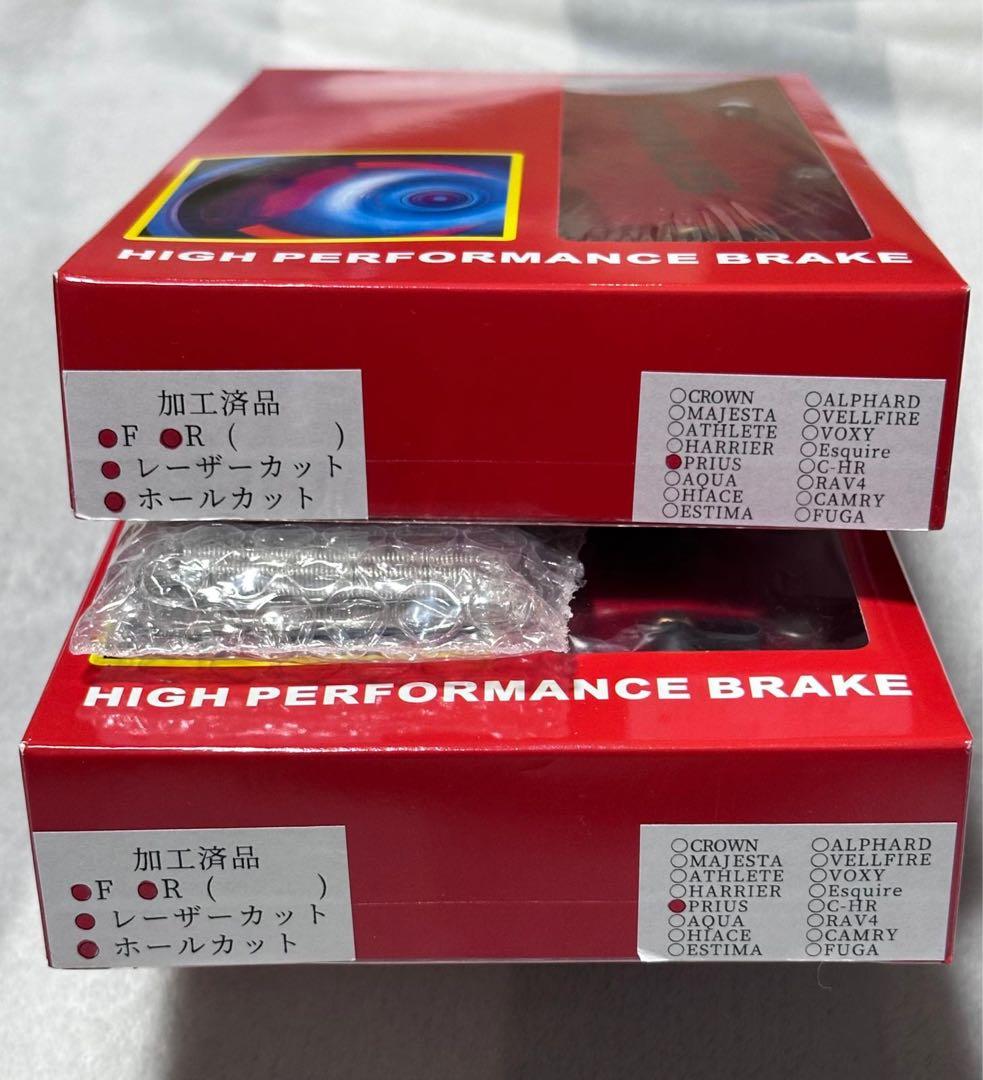 HIGH PERFORMANCE BRAKE
加工済品
●F ●R (　　　)
●レーザーカット
●ホールカット
○CROWN ○ALPHARD
○MAJESTA ○VELLFIRE
○ATHLETE ○VOXY
○HARRIER ○Esquire
●PRIUS ○C-HR
○AQUA ○RAV4
○HIACE ○CAMRY
○ESTIMA ○FUGA
HIGH PERFORMANCE BRAKE
加工済品
●F ●R (　　　)
●レーザーカット
●ホールカット
○CROWN ○ALPHARD
○MAJESTA ○VELLFIRE
○ATHLETE ○VOXY
○HARRIER ○Esquire
●PRIUS ○C-HR
○AQUA ○RAV4
○HIACE ○CAMRY
○ESTIMA ○FUGA